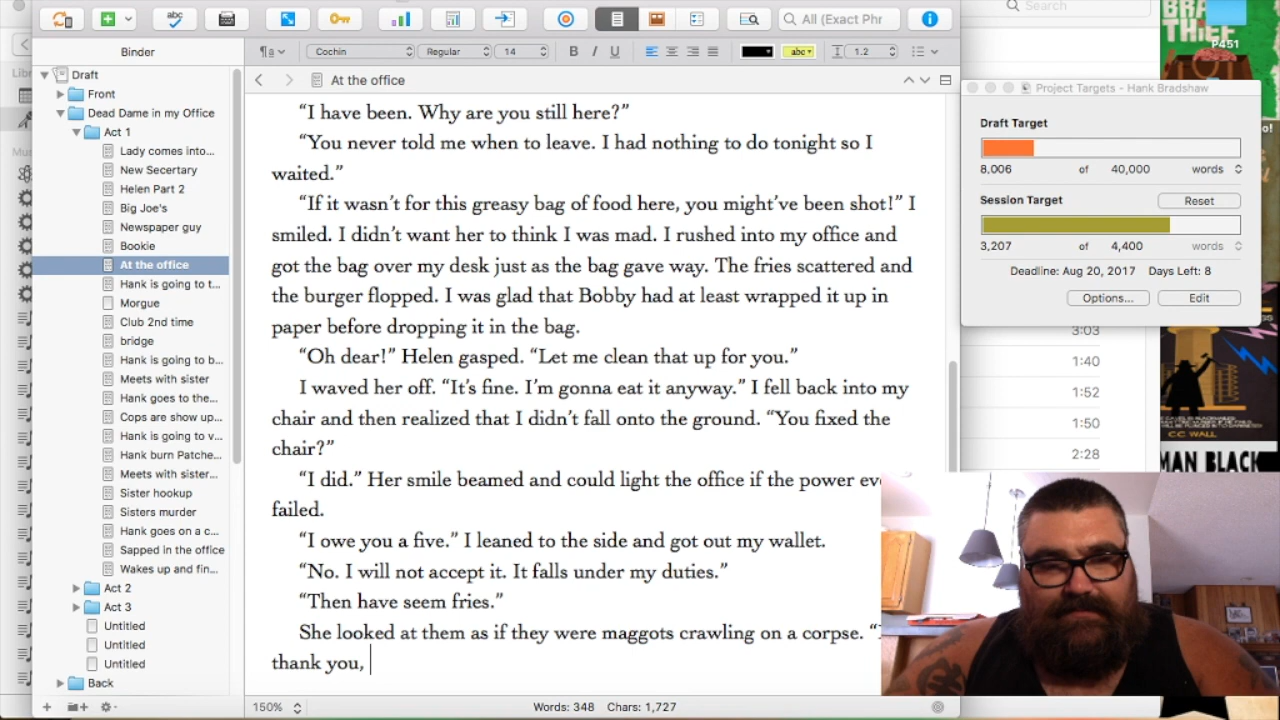 Search
All (Exact Phr
BRA
THIEF
P451
Binder
¶a
Cochin
Regular
14
B I U
abc
1.2
At the office
Draft
Front
Dead Dame in my Office
Act 1
Lady comes into...
New Secertary
Helen Part 2
Big Joe's
Newspaper guy
Bookie
At the office
Hank is going to t...
Morgue
Club 2nd time
bridge
Hank is going to b...
Meets with sister
Hank goes to the...
Cops are show up...
Hank is going to v...
Hank burn Patche...
Meets with sister...
Sister hookup
Sisters murder
Hank goes on a c...
Sapped in the office
Wakes up and fin...
Act 2
Act 3
Untitled
Untitled
Untitled
Back
“I have been. Why are you still here?”
“You never told me when to leave. I had nothing to do tonight so I
waited.”
“If it wasn’t for this greasy bag of food here, you might’ve been shot!” I
smiled. I didn’t want her to think I was mad. I rushed into my office and
got the bag over my desk just as the bag gave way. The fries scattered and
the burger flopped. I was glad that Bobby had at least wrapped it up in
paper before dropping it in the bag.
“Oh dear!” Helen gasped. “Let me clean that up for you.”
I waved her off. “It’s fine. I’m gonna eat it anyway.” I fell back into my
chair and then realized that I didn’t fall onto the ground. “You fixed the
chair?”
“I did.” Her smile beamed and could light the office if the power ev
failed.
“I owe you a five.” I leaned to the side and got out my wallet.
“No. I will not accept it. It falls under my duties.”
“Then have seem fries.”
She looked at them as if they were maggots crawling on a corpse. “
thank you,
150%
Words: 348 Chars: 1,727
Project Targets - Hank Bradshaw
Draft Target
8,006 of 40,000 words
Session Target
Reset
3,207 of 4,400 words
Deadline: Aug 20, 2017 Days Left: 8
Options...
Edit
3:03
1:40
1:52
1:50
2:28
CC WALL
MAN BLACK